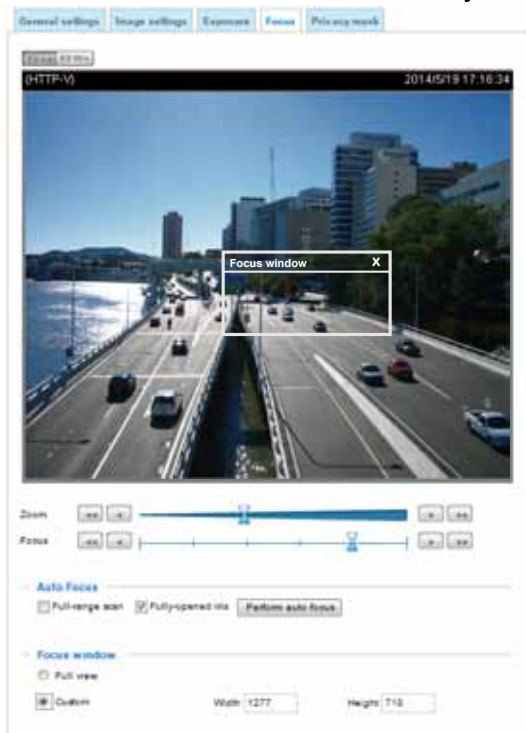 General settings Image settings Exposure Focus Privacy mask
(HTTP-V) 2014/5/19 17:16:34
Focus window X
Zoom << < > >>
Focus << < > >>
Auto Focus
Full-range scan Fully-opened iris Perform auto focus
Focus window
Full view
Custom Width 1277 Height 718